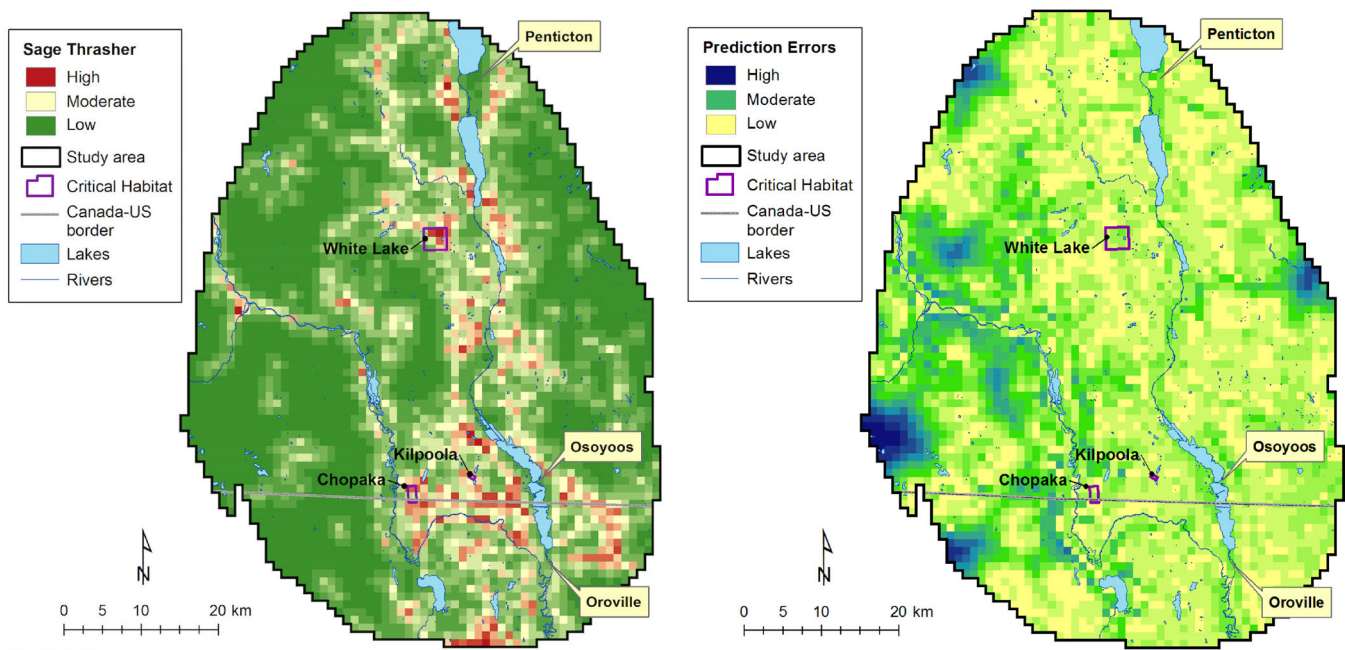 Sage Thrasher
High
Moderate
Low
Study area
Critical Habitat
Canada-US
border
Lakes
Rivers
Penticton
White Lake
Kilpoola
Osoyoos
Chopaka
Oroville
N
0 5 10 20 km
Prediction Errors
High
Moderate
Low
Study area
Critical Habitat
Canada-US
border
Lakes
Rivers
Penticton
White Lake
Kilpoola
Osoyoos
Chopaka
Oroville
N
0 5 10 20 km